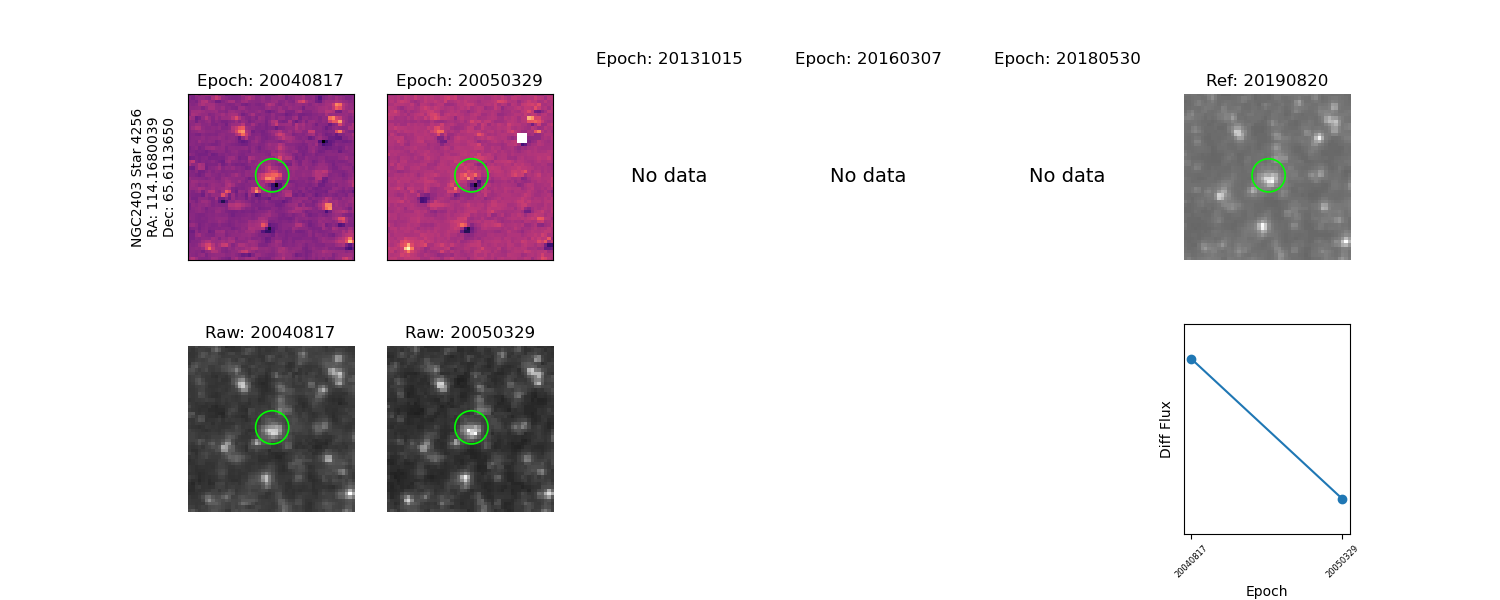 Epoch: 20040817
Epoch: 20050329
Epoch: 20131015
Epoch: 20160307
Epoch: 20180530
Ref: 20190820
NGC2403 Star 4256
RA: 114.1680039
Dec: 65.6113650
No data
No data
No data
Raw: 20040817
Raw: 20050329
Diff Flux
20040817
20050329
Epoch